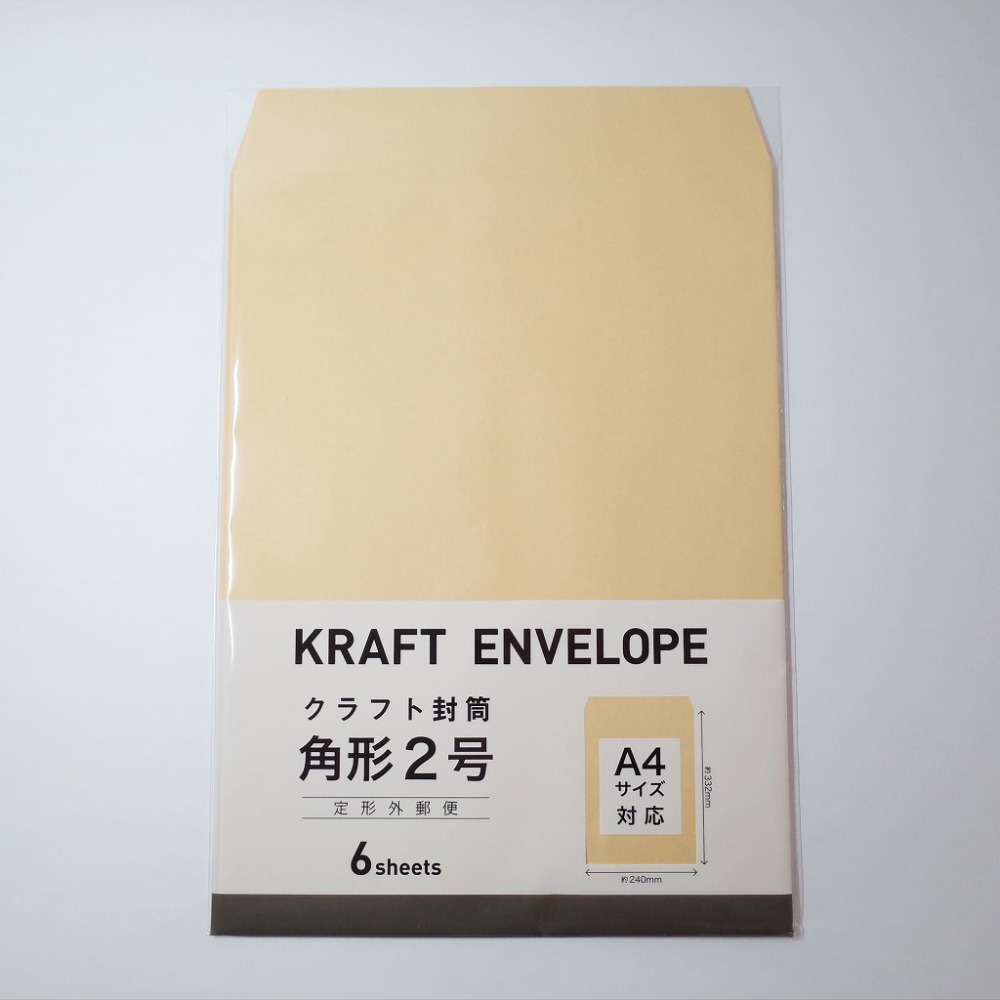 KRAFT ENVELOPE
クラフト封筒
角形2号
定形外郵便
6sheets
A4
サイズ
対応
約332mm
約240mm